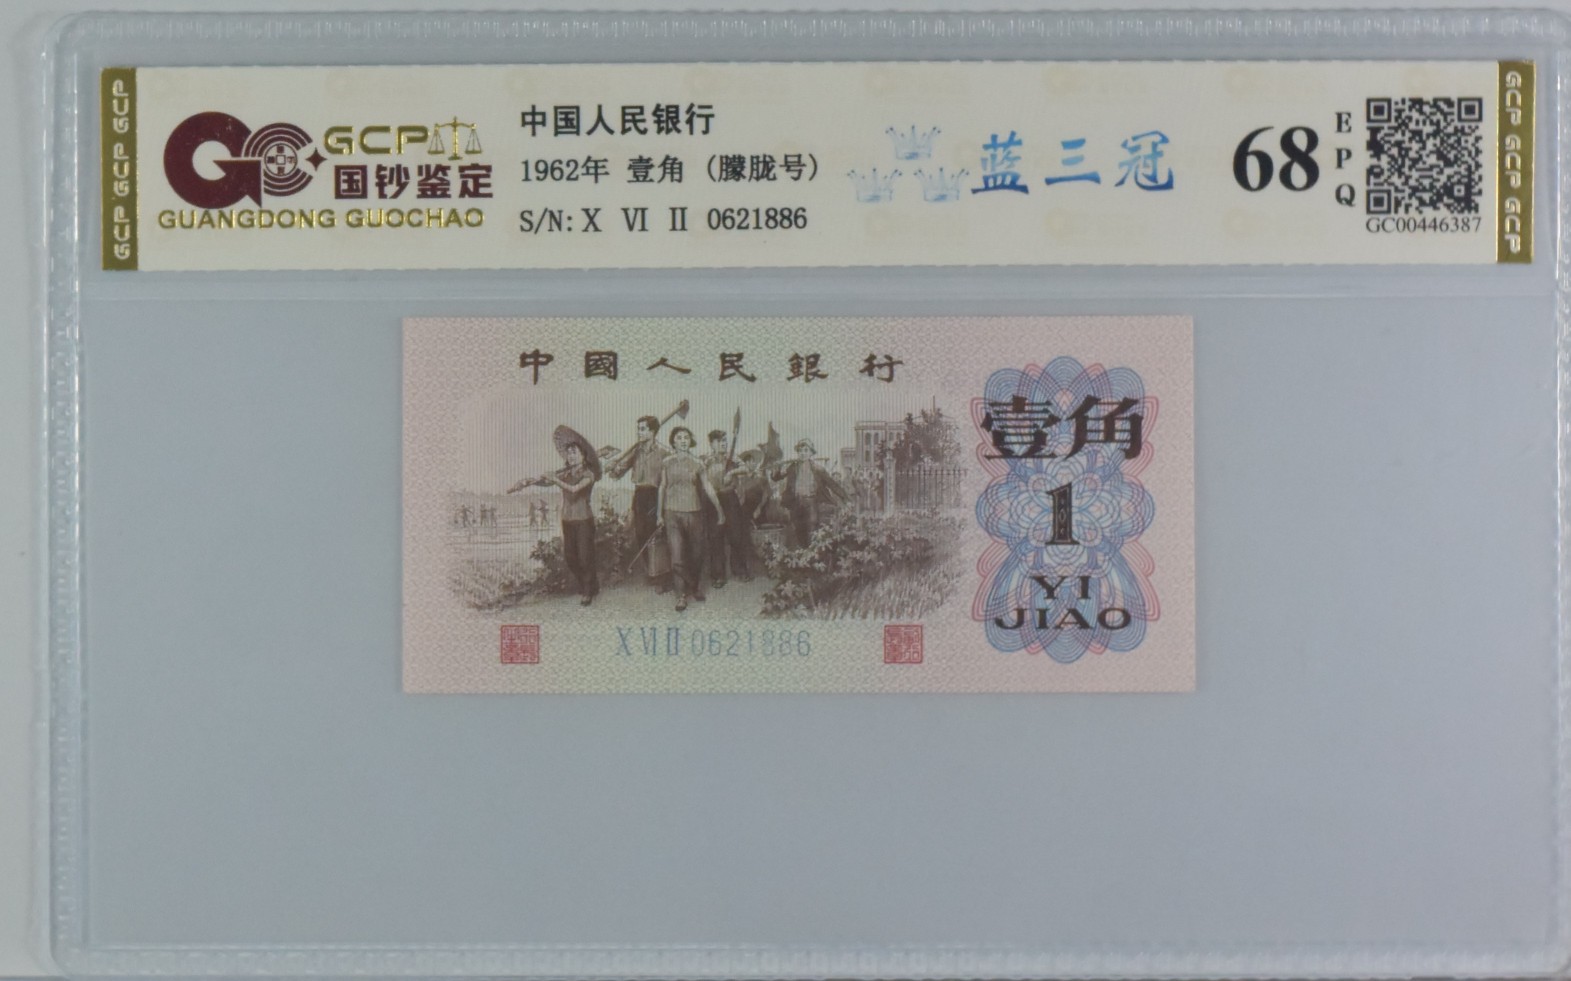 GCP
国钞鉴定
GUANGDONG GUOCHAO
中国人民银行
1962年 壹角 (朦胧号)
S/N: X VI II 0621886
蓝三冠
68
EPQ
GC00446387
GCP GCP GCP
GCP GCP GCP
中國人民銀行
壹角
1
YI
JIAO
X VI II 0621886